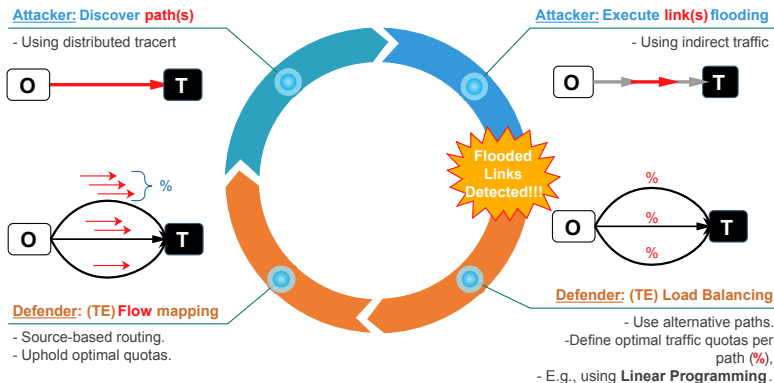 Attacker: Discover path(s)
- Using distributed tracert
O
T
Attacker: Execute link(s) flooding
- Using indirect traffic
O
T
Flooded
Links
Detected!!!
%
O
T
%
%
%
O
T
Defender: (TE) Flow mapping
- Source-based routing.
- Uphold optimal quotas.
Defender: (TE) Load Balancing
- Use alternative paths.
-Define optimal traffic quotas per
path (%),
- E.g., using Linear Programming.